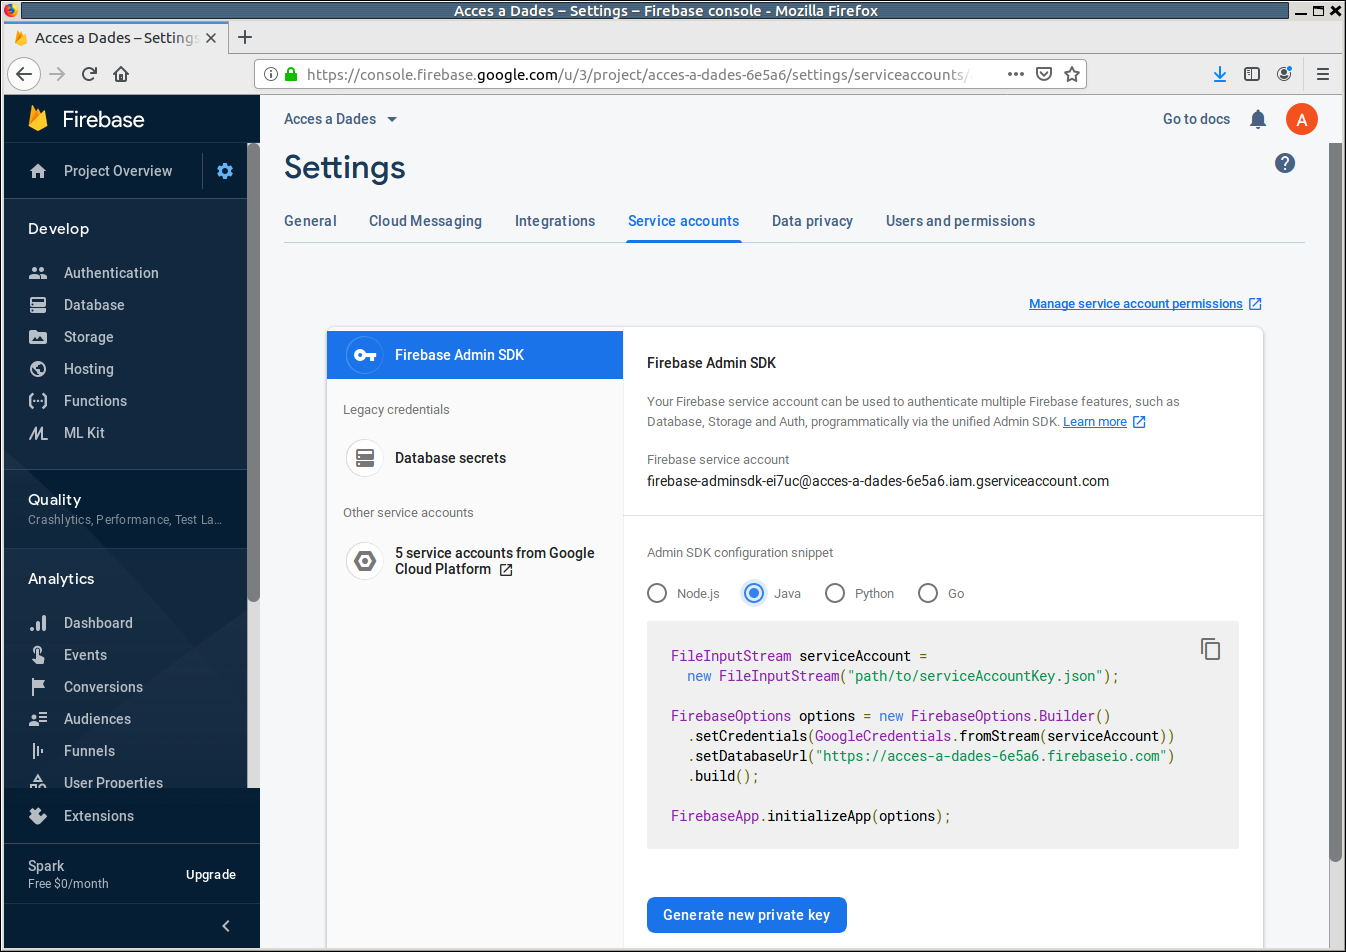 Acces a Dades – Settings – Firebase console - Mozilla Firefox
Acces a Dades – Settings
https://console.firebase.google.com/u/3/project/acces-a-dades-6e5a6/settings/serviceaccounts/
Firebase
Acces a Dades
Go to docs
A
Project Overview
Settings
?
General
Cloud Messaging
Integrations
Service accounts
Data privacy
Users and permissions
Develop
Authentication
Database
Storage
Hosting
Functions
ML Kit
Quality
Crashlytics, Performance, Test La...
Analytics
Dashboard
Events
Conversions
Audiences
Funnels
User Properties
Extensions
Spark
Free $0/month
Upgrade
Manage service account permissions
Firebase Admin SDK
Legacy credentials
Database secrets
Other service accounts
5 service accounts from Google
Cloud Platform
Firebase Admin SDK
Your Firebase service account can be used to authenticate multiple Firebase features, such as
Database, Storage and Auth, programmatically via the unified Admin SDK. Learn more
Firebase service account
firebase-adminsdk-ei7uc@acces-a-dades-6e5a6.iam.gserviceaccount.com
Admin SDK configuration snippet
Node.js
Java
Python
Go
FileInputStream serviceAccount =
new FileInputStream("path/to/serviceAccountKey.json");
FirebaseOptions options = new FirebaseOptions.Builder()
.setCredentials(GoogleCredentials.fromStream(serviceAccount))
.setDatabaseUrl("https://acces-a-dades-6e5a6.firebaseio.com")
.build();
FirebaseApp.initializeApp(options);
Generate new private key